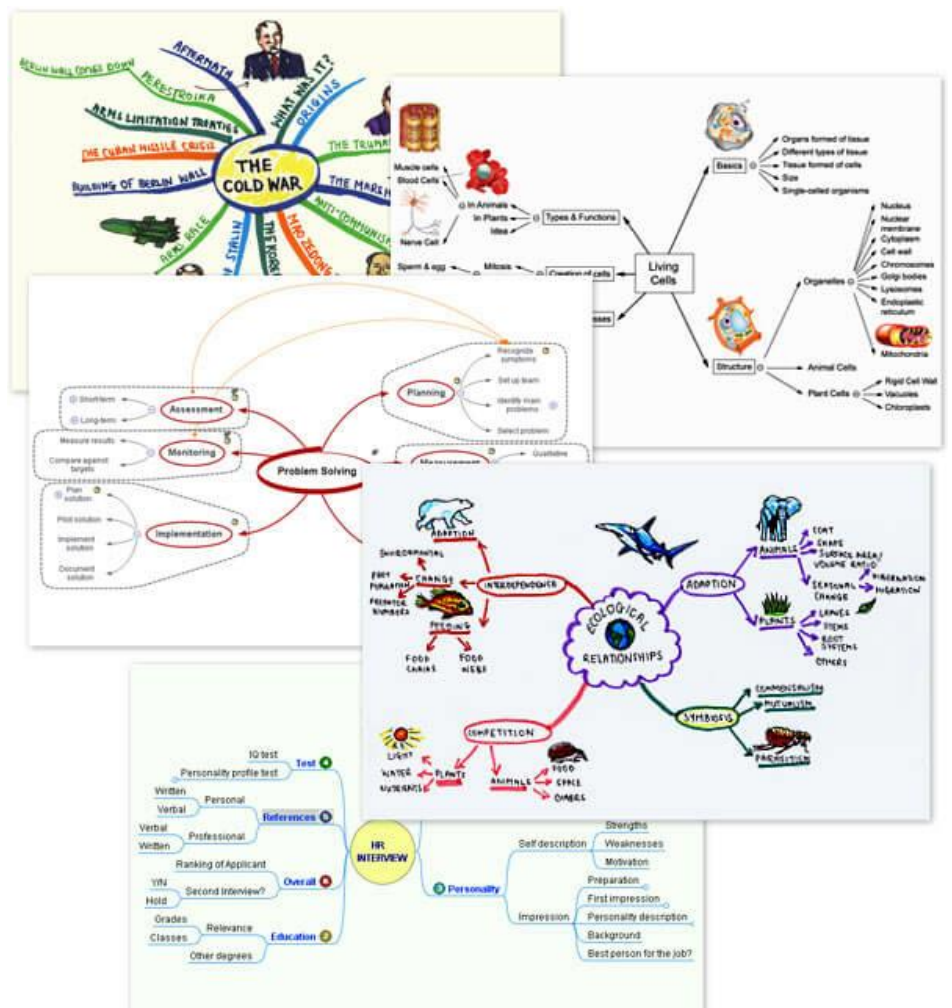 AFTERMATH
BERLIN WALL COMES DOWN
PERESTROIKA
WHAT WAS IT?
ORIGINS
ARMS LIMITATION TREATIES
THE CUBAN MISSILE CRISIS
THE
COLD WAR
THE TRUMA
BUILDING OF BERLIN WALL
THE MARSH
ANTI-COMMUNISM
ARMS RACE
OF STALIN
THE KORE
MAO ZEDONG
Living
Cells
Basics
Organs formed of tissue
Different types of tissue
Tissue formed of cells
Size
Single-celled organisms
Muscle cells
Blood Cells
Nerve Cell
In Animals
In Plants
Idea
Types & Functions
Sperm & egg
Mitosis
Creation of cells
esses
Structure
Organelles
Nucleus
Nuclear
membrane
Cytoplasm
Cell wall
Chromosomes
Golgi bodies
Lysosomes
Endoplastic
reticulum
Mitochondria
Animal Cells
Plant Cells
Rigid Cell Wall
Vacuoles
Chloroplasts
Problem Solving
Assessment
Short-term
Long-term
Monitoring
Measure results
Compare against
targets
Implementation
Plan
solution
Pilot solution
Implement
solution
Document
solution
Planning
Recognize
symptoms
Set up team
Identify main
problems
Select problem
Measurement
Qualitative
ECOLOGICAL
RELATIONSHIPS
INTERDEPENDENCE
ADAPTION
CHANGE
ENVIRONMENTAL
PREY
POPULATION
PREDATOR
NUMBERS
FEEDING
FOOD
CHAINS
FOOD
WEBS
ADAPTION
ANIMALS
COAT
SHAPE
SURFACE AREA/
VOLUME RATIO
SEASONAL
CHANGE
HIBERNATION
MIGRATION
PLANTS
LEAVES
STEMS
ROOT
SYSTEMS
OTHERS
SYMBIOSIS
COMMENSALISM
MUTUALISM
PARASITISM
COMPETITION
PLANTS
LIGHT
WATER
NUTRIENTS
ANIMALS
FOOD
SPACE
HR
INTERVIEW
Test
IQ test
Personality profile test
References
Personal
Written
Verbal
Professional
Verbal
Written
Overall
Ranking of Applicant
Second Interview?
Y/N
Hold
Education
Relevance
Grades
Classes
Other degrees
Personality
Self description
Strengths
Weaknesses
Motivation
Impression
Preparation
First impression
Personality description
Background
Best person for the job?